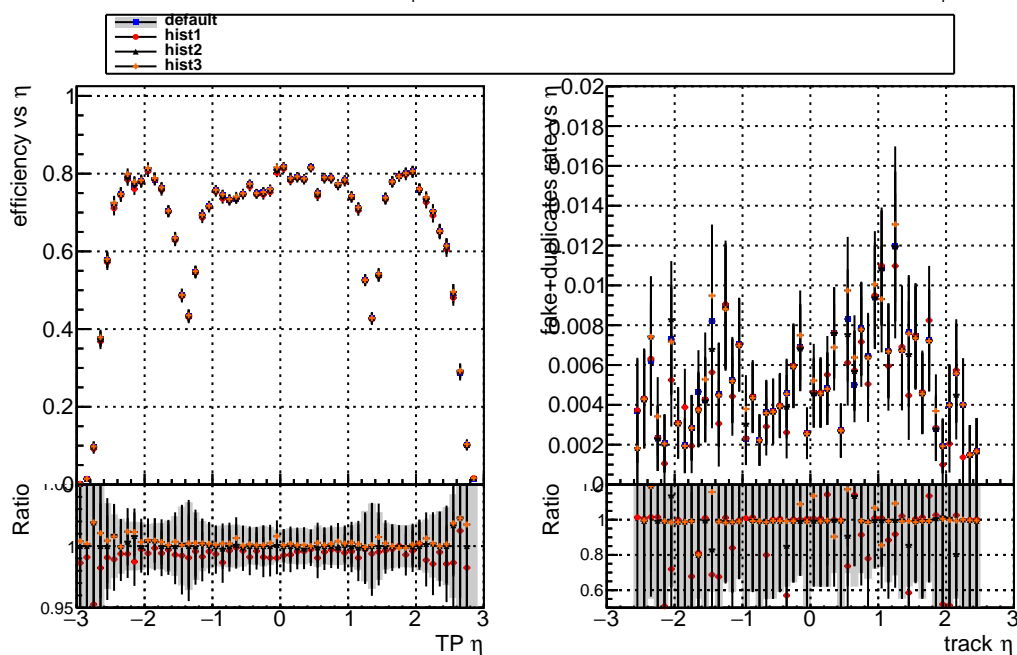 default
hist1
hist2
hist3
efficiency vs η
1
0.8
0.6
0.4
0.2
0
Ratio
1
0.95
−3 −2 −1 0 1 2 3
TP η
fake+duplicates rate vs η
0.02
0.018
0.016
0.014
0.012
0.01
0.008
0.006
0.004
0.002
0
Ratio
1
0.8
0.6
−3 −2 −1 0 1 2 3
track η